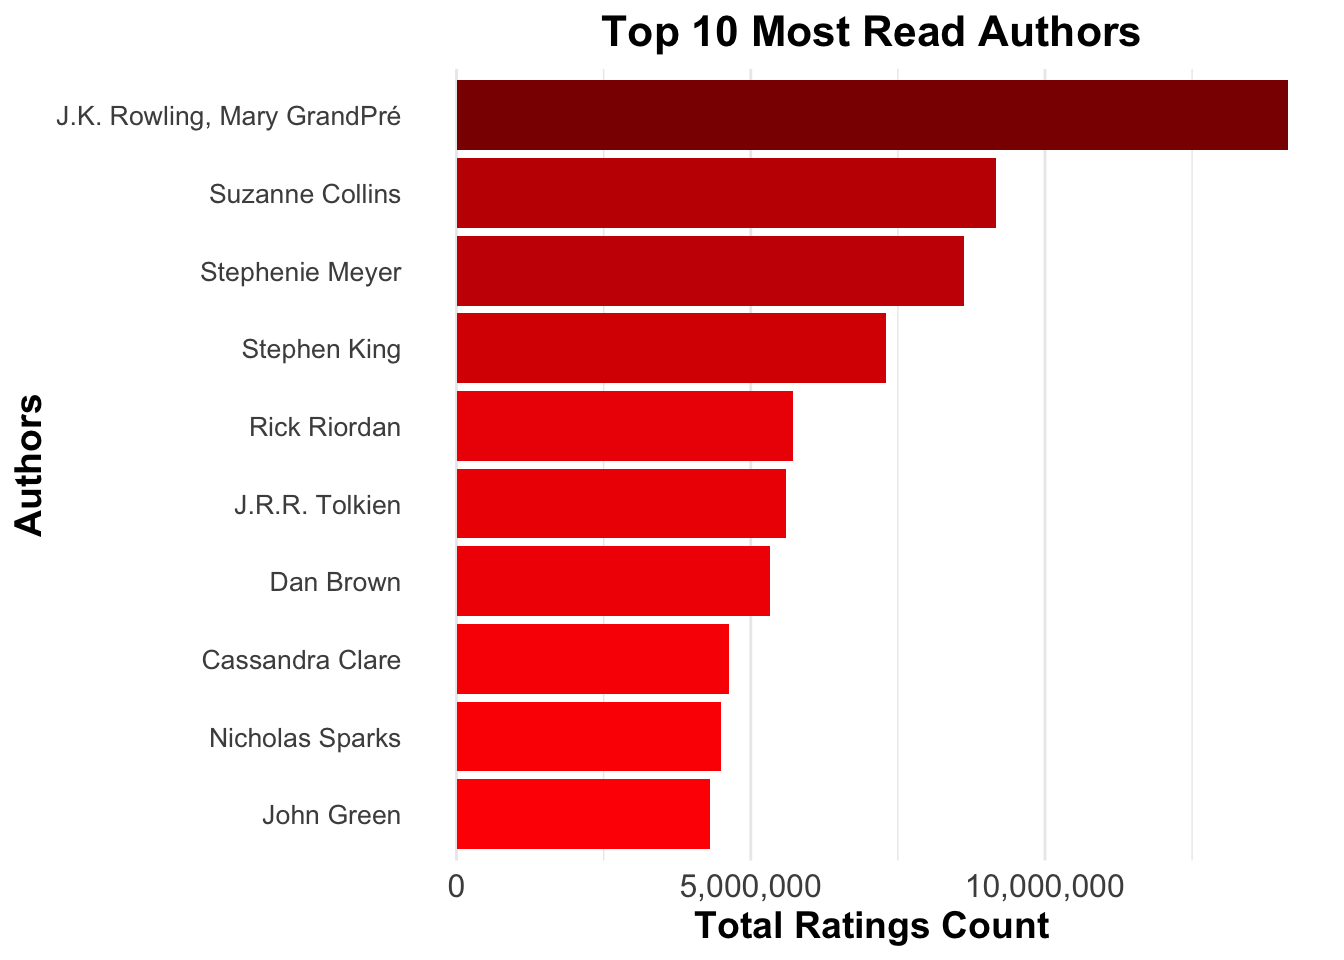 Top 10 Most Read Authors
J.K. Rowling, Mary GrandPré
Suzanne Collins
Stephenie Meyer
Stephen King
Rick Riordan
J.R.R. Tolkien
Dan Brown
Cassandra Clare
Nicholas Sparks
John Green
Authors
0
5,000,000
10,000,000
Total Ratings Count